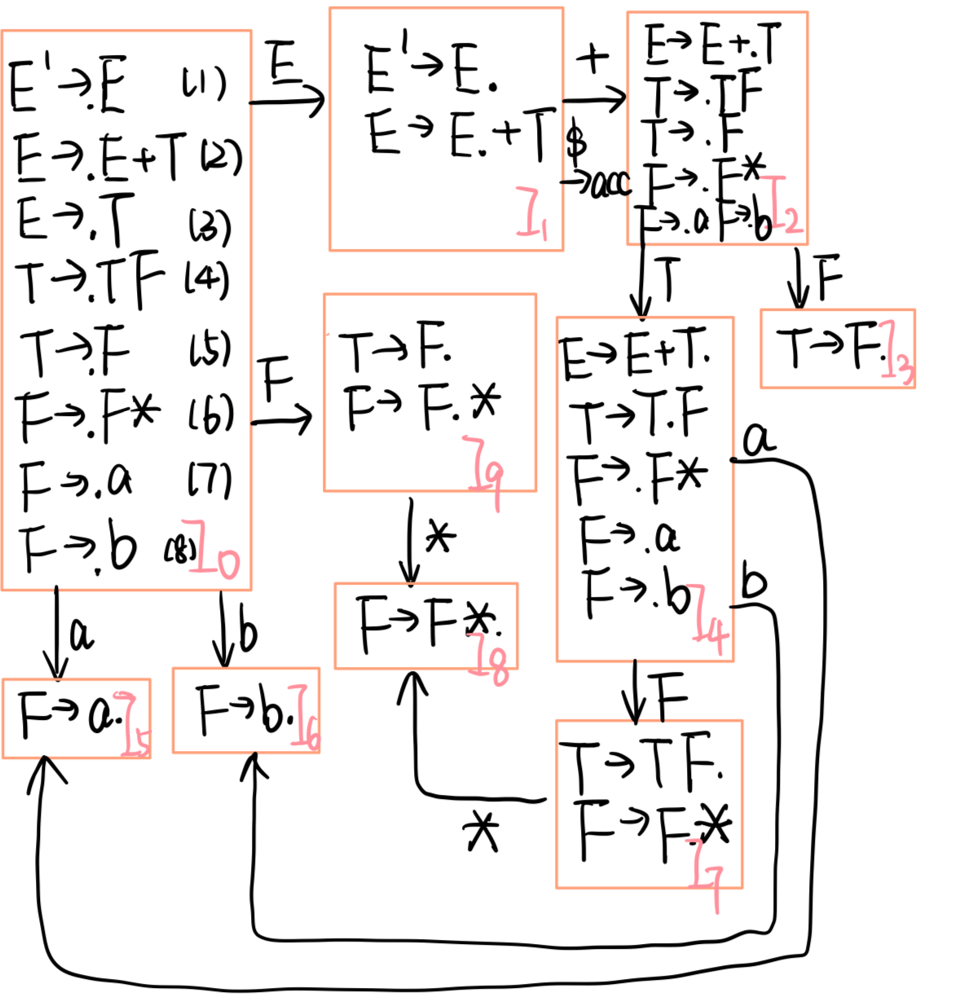 E'→.E (1)
E→.E+T (2)
E→.T (3)
T→.TF (4)
T→.F (5)
F→.F* (6)
F→.a (7)
F→.b (8) I0
E
E'→E.
E→E.+T
I1
+
$
→acc
E→E+.T
T→.TF
T→.F
F→.F*
F→.a F→.b
I2
T
F
T→F. I3
F
T→F.
F→F.*
I9
*
F→F*.
I8
E→E+T.
T→T.F
F→.F*
F→.a
F→.b I4
a
b
a
b
F→a. I5
F→b. I6
F
T→TF.
F→F.*
I7
*